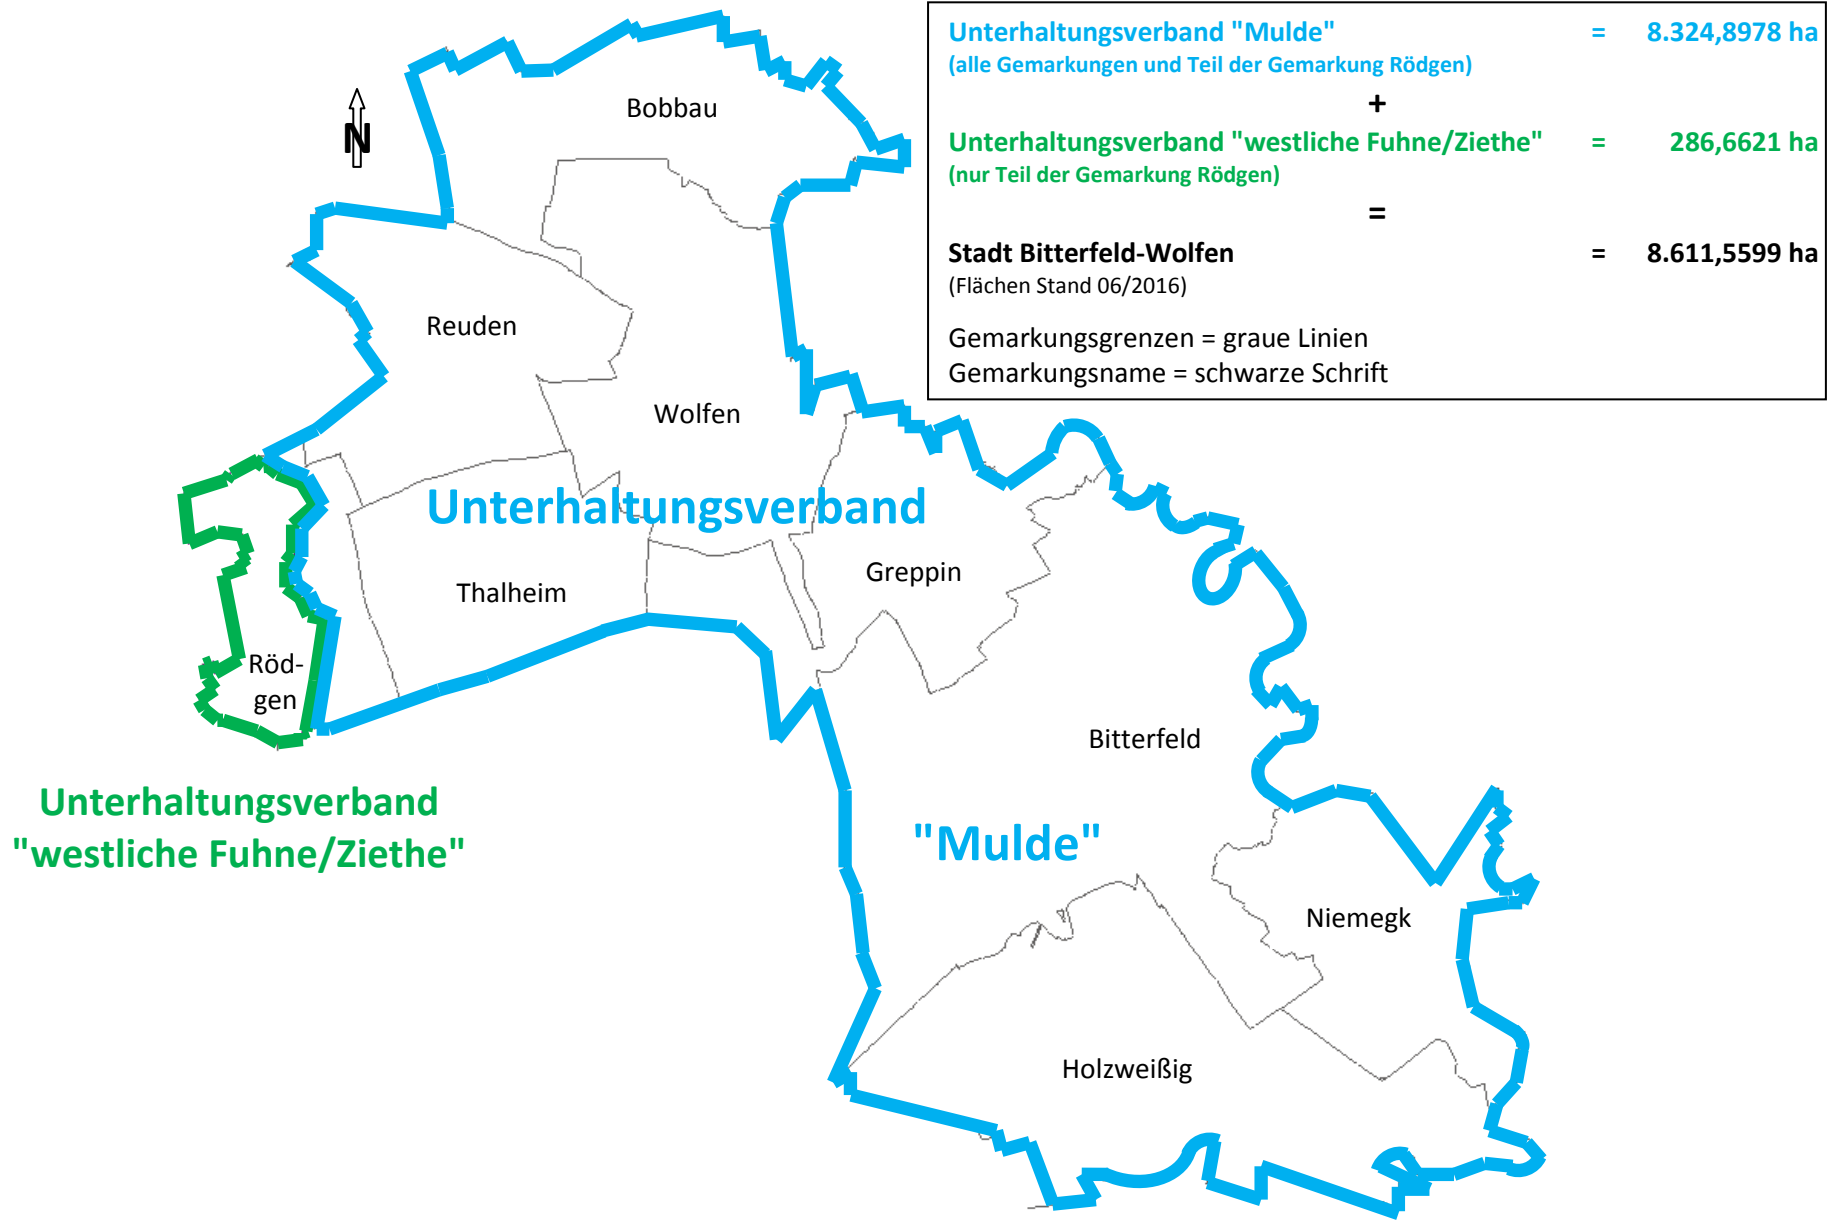 Unterhaltungsverband "Mulde" = 8.324,8978 ha
(alle Gemarkungen und Teil der Gemarkung Rödgen)
+
Unterhaltungsverband "westliche Fuhne/Ziethe" = 286,6621 ha
(nur Teil der Gemarkung Rödgen)
=
Stadt Bitterfeld-Wolfen = 8.611,5599 ha
(Flächen Stand 06/2016)
Gemarkungsgrenzen = graue Linien
Gemarkungsname = schwarze Schrift
N
Bobbau
Reuden
Wolfen
Unterhaltungsverband
Greppin
Thalheim
Röd-
gen
Bitterfeld
Unterhaltungsverband
"westliche Fuhne/Ziethe"
"Mulde"
Niemegk
Holzweißig